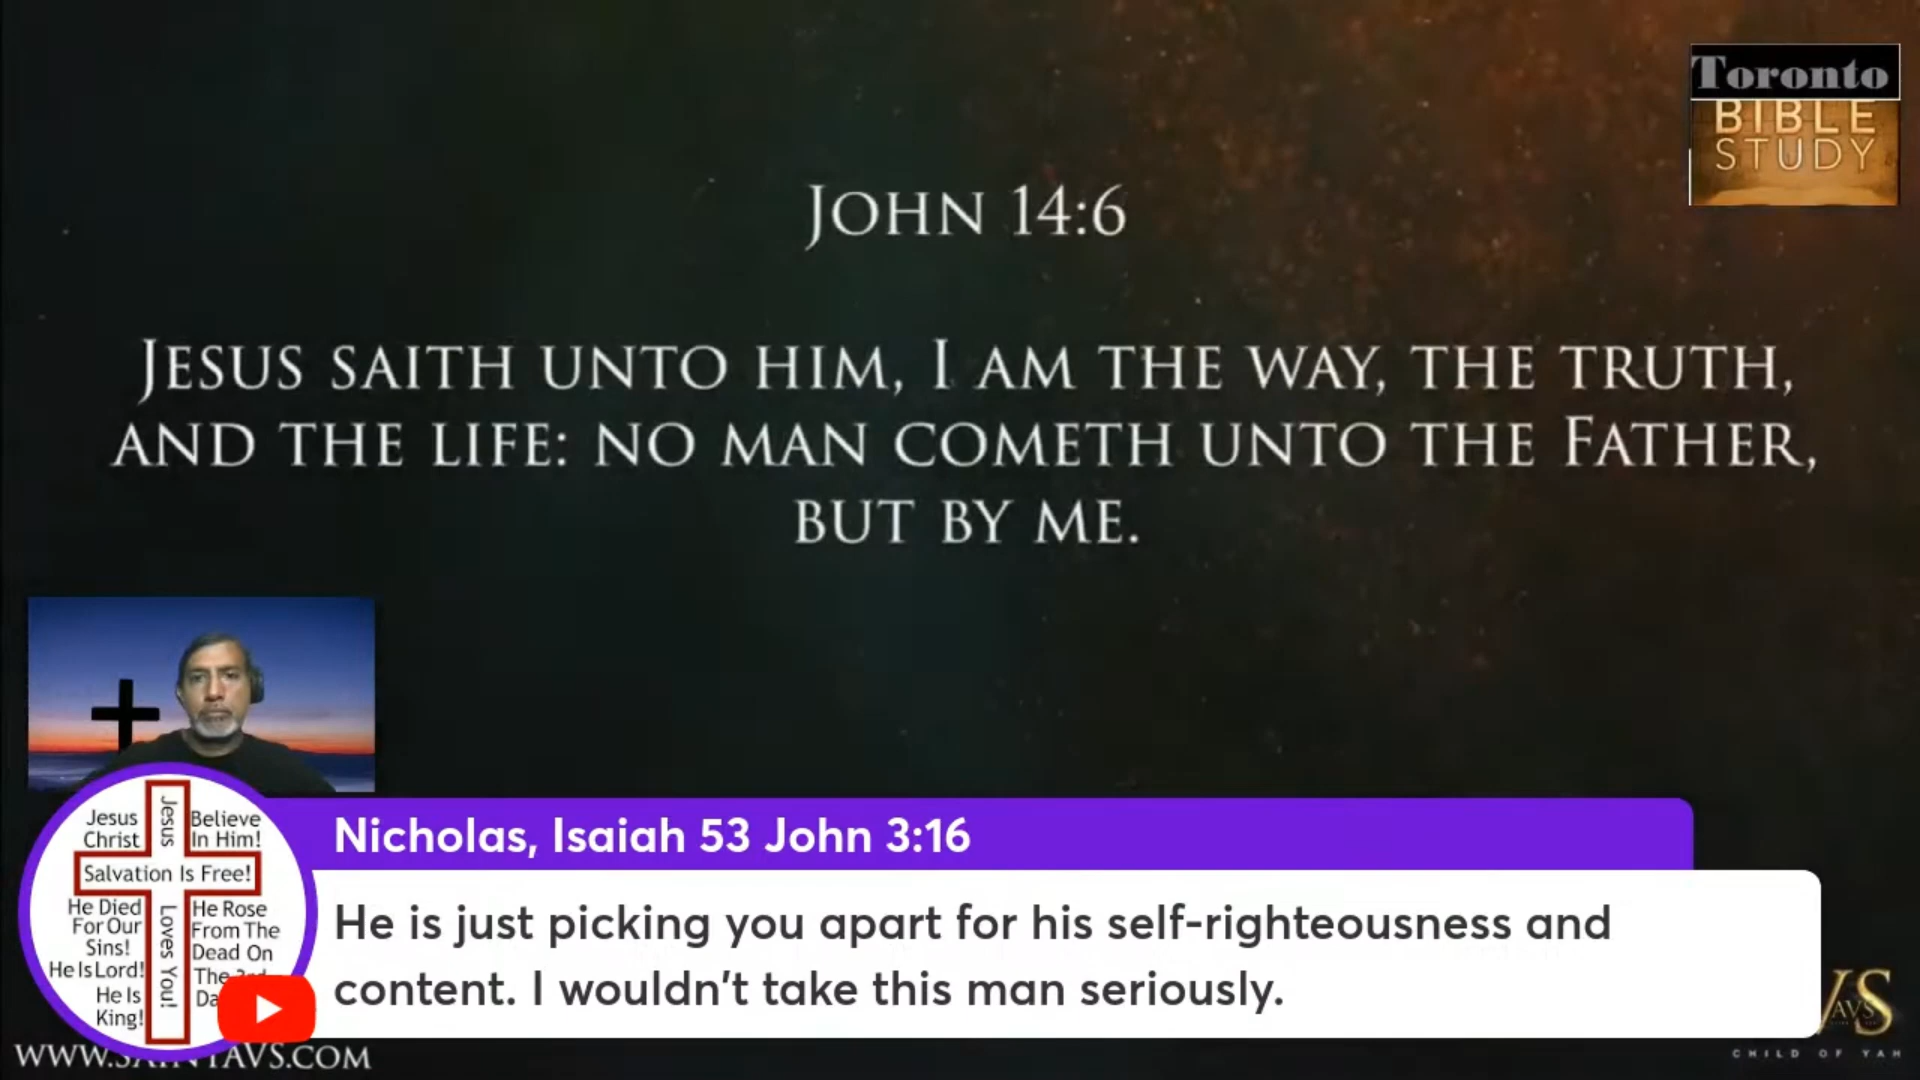 Toronto
BIBLE
STUDY
JOHN 14:6
JESUS SAITH UNTO HIM, I AM THE WAY, THE TRUTH,
AND THE LIFE: NO MAN COMETH UNTO THE FATHER,
BUT BY ME.
Nicholas, Isaiah 53 John 3:16
He is just picking you apart for his self-righteousness and
content. I wouldn't take this man seriously.
Jesus
Christ
Jesus
Believe
In Him!
Salvation Is Free!
He Died
For Our
Sins!
He Is Lord!
He Is
King!
Loves You!
He Rose
From The
Dead On
The
AVS
CHILD OF YAH